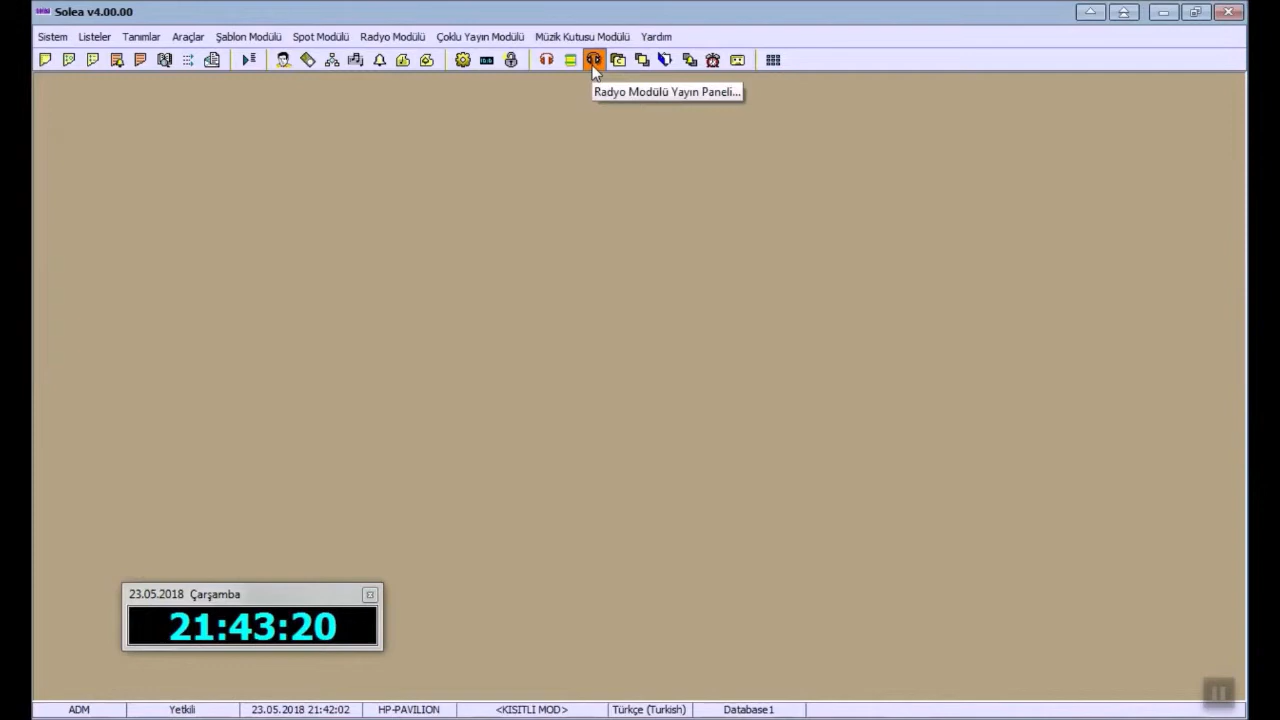 Solea v4.00.00
Sistem Listeler Tanımlar Araçlar Şablon Modülü Spot Modülü Radyo Modülü Çoklu Yayın Modülü Müzik Kutusu Modülü Yardım
Radyo Modülü Yayın Paneli...
23.05.2018 Çarşamba
21:43:20
ADM Yetkili 23.05.2018 21:42:02 HP-PAVILION <KISITLI MOD> Türkçe (Turkish) Database1